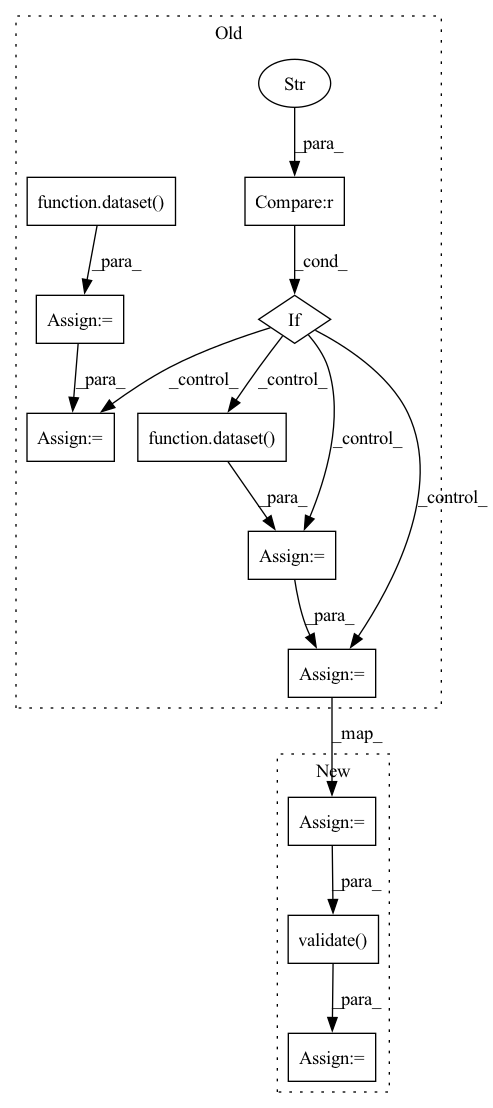 Old
Str
_para_
function.dataset()
Compare:r
_para_
_cond_
Assign:=
If
_para_
_control_
_control_
Assign:=
function.dataset()
_control_
_control_
_para_
Assign:=
_para_
Assign:=
_map_
New
Assign:=
_para_
validate()
_para_
Assign:=